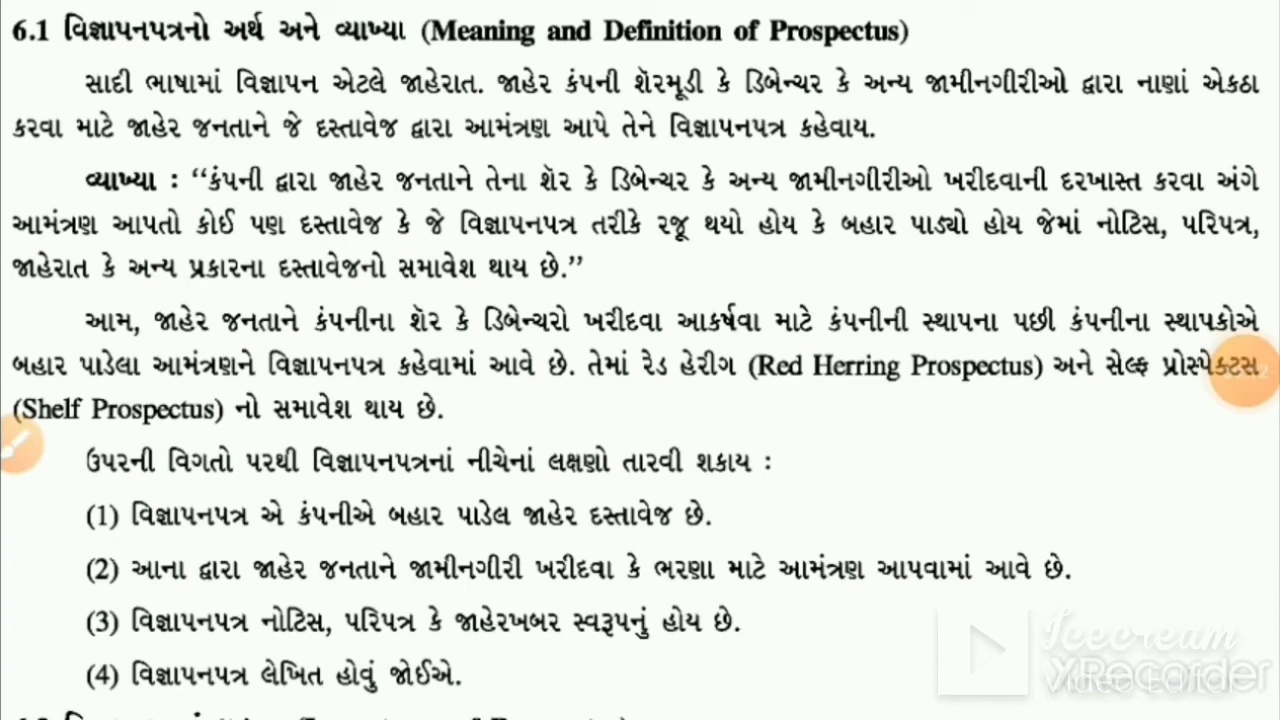 6.1 વિજ્ઞાપનપત્રનો અર્થ અને વ્યાખ્યા (Meaning and Definition of Prospectus)
સાદી ભાષામાં વિજ્ઞાપન એટલે જાહેરાત. જાહેર કંપની શૅરમૂડી કે ડિબેન્ચર કે અન્ય જામીનગીરીઓ દ્વારા નાણાં એકઠા
કરવા માટે જાહેર જનતાને જે દસ્તાવેજ દ્વારા આમંત્રણ આપે તેને વિજ્ઞાપનપત્ર કહેવાય.
વ્યાખ્યા : “કંપની દ્વારા જાહેર જનતાને તેના શૅર કે ડિબેન્ચર કે અન્ય જામીનગીરીઓ ખરીદવાની દરખાસ્ત કરવા અંગે
આમંત્રણ આપતો કોઈ પણ દસ્તાવેજ કે જે વિજ્ઞાપનપત્ર તરીકે રજૂ થયો હોય કે બહાર પાડ્યો હોય જેમાં નોટિસ, પરિપત્ર,
જાહેરાત કે અન્ય પ્રકારના દસ્તાવેજનો સમાવેશ થાય છે.”
આમ, જાહેર જનતાને કંપનીના શૅર કે ડિબેન્ચરો ખરીદવા આકર્ષવા માટે કંપનીની સ્થાપના પછી કંપનીના સ્થાપકોએ
બહાર પાડેલા આમંત્રણને વિજ્ઞાપનપત્ર કહેવામાં આવે છે. તેમાં રેડ હેરીગ (Red Herring Prospectus) અને સેલ્ફ પ્રોસ્પેક્ટસ
(Shelf Prospectus) નો સમાવેશ થાય છે.
ઉપરની વિગતો પરથી વિજ્ઞાપનપત્રનાં નીચેનાં લક્ષણો તારવી શકાય :
(1) વિજ્ઞાપનપત્ર એ કંપનીએ બહાર પાડેલ જાહેર દસ્તાવેજ છે.
(2) આના દ્વારા જાહેર જનતાને જામીનગીરી ખરીદવા કે ભરણા માટે આમંત્રણ આપવામાં આવે છે.
(3) વિજ્ઞાપનપત્ર નોટિસ, પરિપત્ર કે જાહેરખબર સ્વરૂપનું હોય છે.
(4) વિજ્ઞાપનપત્ર લેખિત હોવું જોઈએ.
Icecream
XRecorder
Video Editor